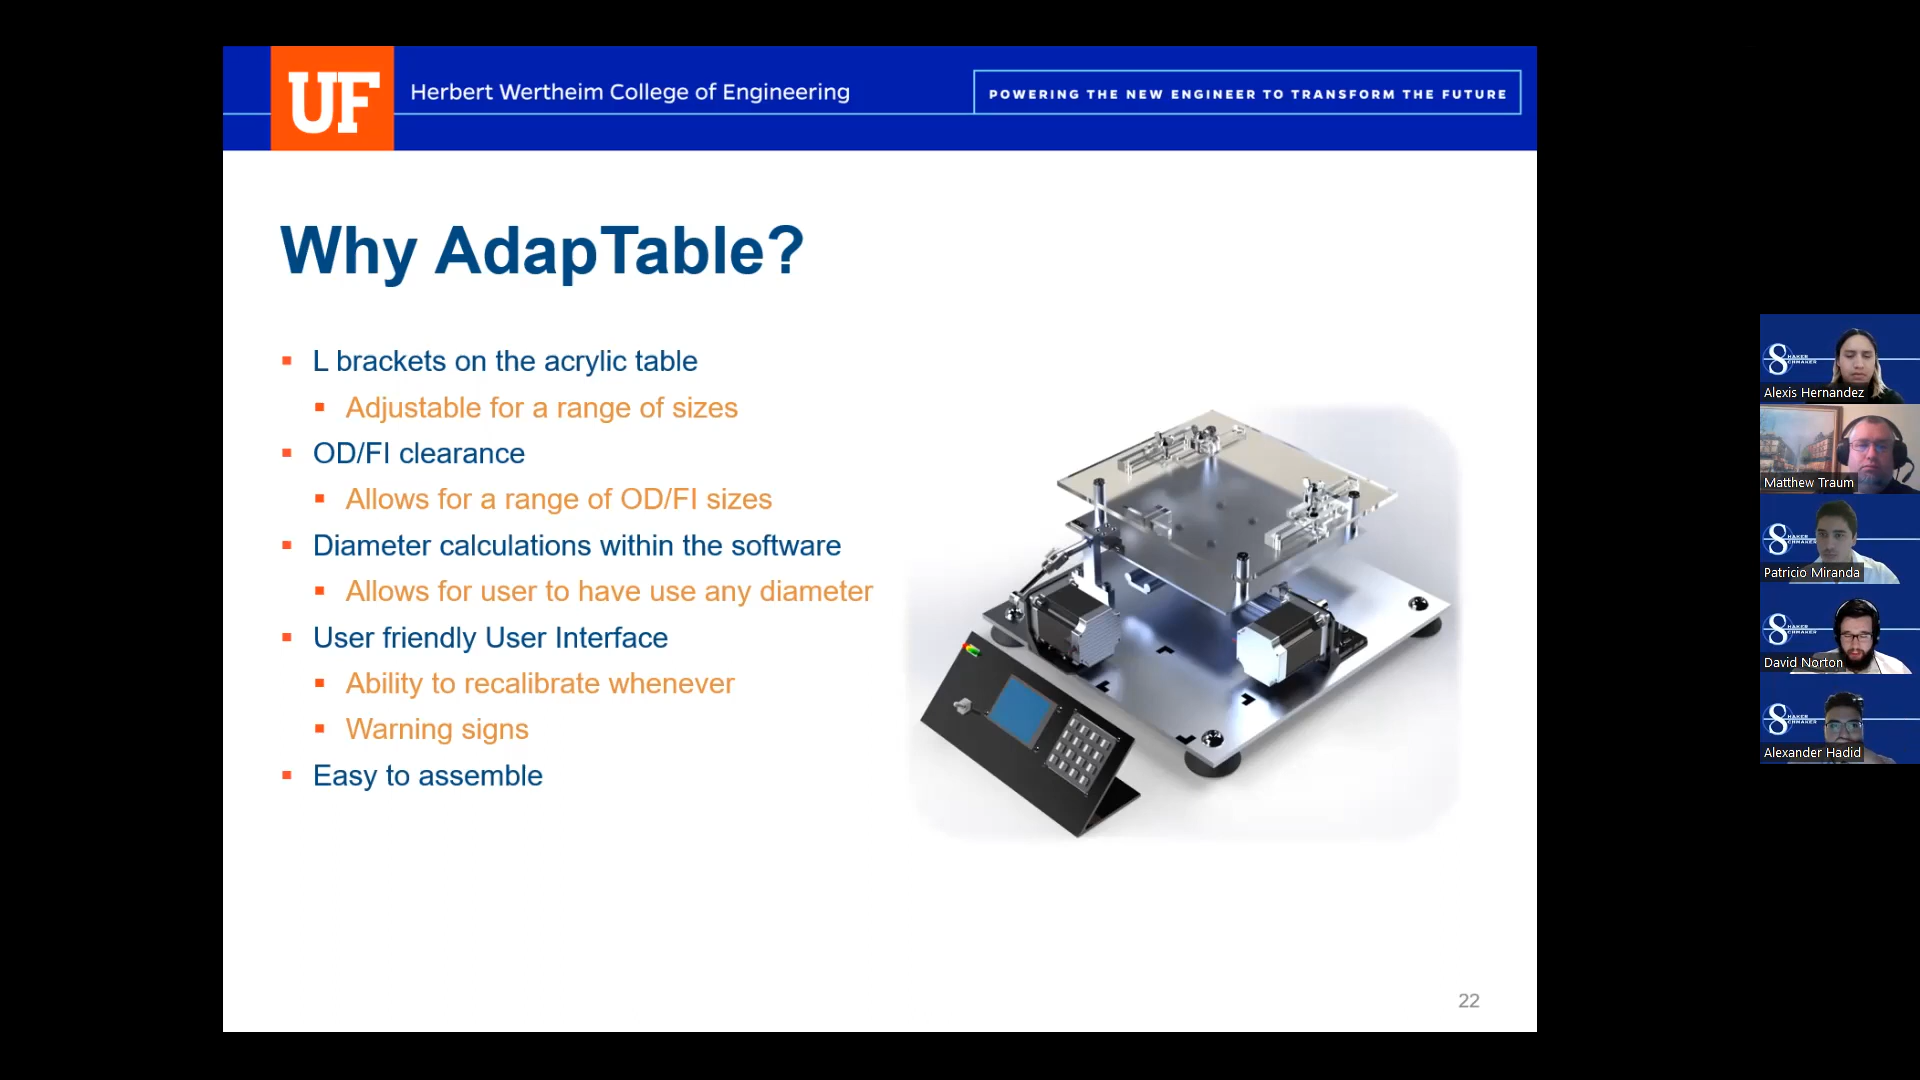 UF
Herbert Wertheim College of Engineering
POWERING THE NEW ENGINEER TO TRANSFORM THE FUTURE
Why AdapTable?
L brackets on the acrylic table
Adjustable for a range of sizes
OD/FI clearance
Allows for a range of OD/FI sizes
Diameter calculations within the software
Allows for user to have use any diameter
User friendly User Interface
Ability to recalibrate whenever
Warning signs
Easy to assemble
22
Alexis Hernandez
Matthew Traum
Patricio Miranda
David Norton
Alexander Hadid